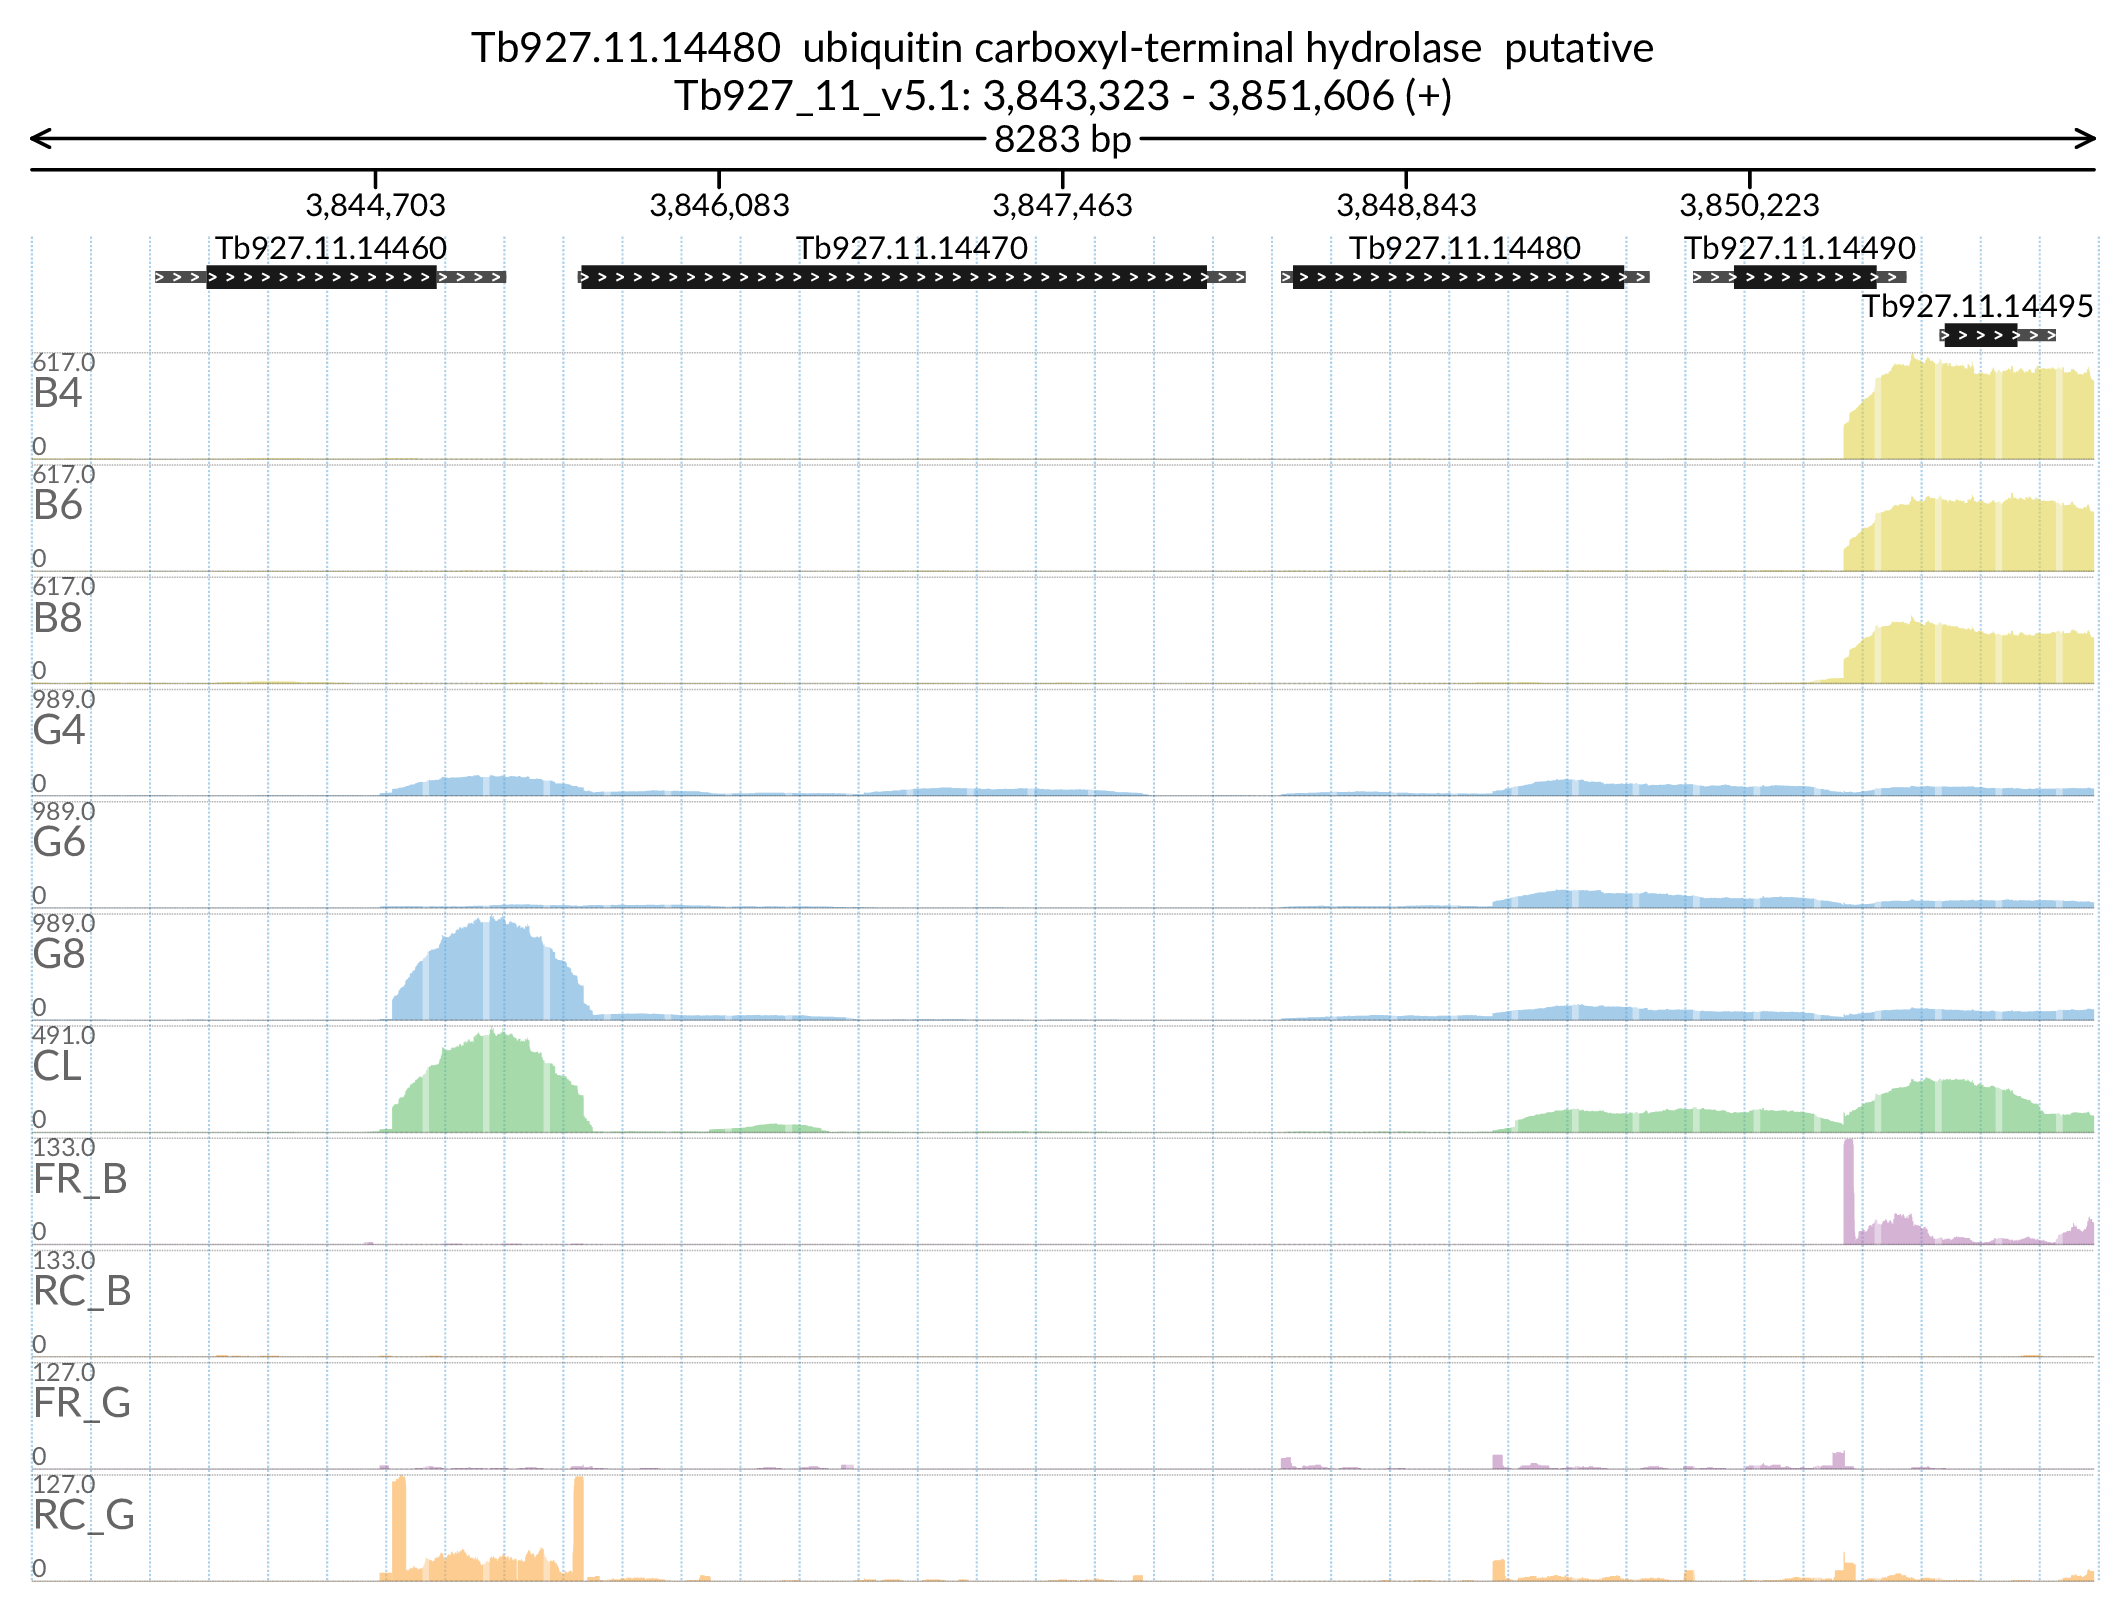 Tb927.11.14480  ubiquitin carboxyl-terminal hydrolase  putative
Tb927_11_v5.1: 3,843,323 - 3,851,606 (+)
8283 bp
3,844,703 3,846,083 3,847,463 3,848,843 3,850,223
Tb927.11.14460 Tb927.11.14470 Tb927.11.14480 Tb927.11.14490
Tb927.11.14495
617.0
B4
0
617.0
B6
0
617.0
B8
0
989.0
G4
0
989.0
G6
0
989.0
G8
0
491.0
CL
0
133.0
FR_B
0
133.0
RC_B
0
127.0
FR_G
0
127.0
RC_G
0